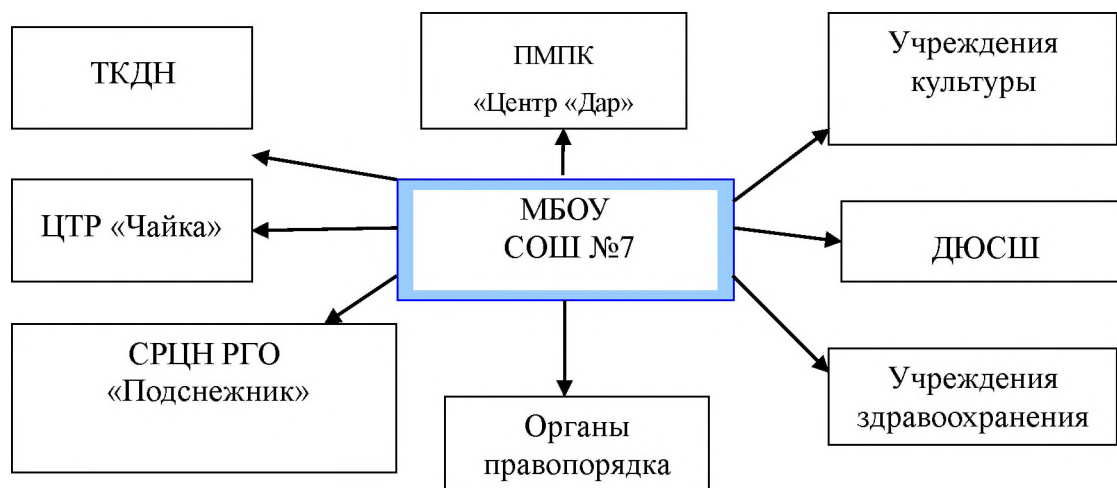 ТКДН
ПМПК
«Центр «Дар»
Учреждения
культуры
ЦТР «Чайка»
МБОУ
СОШ №7
ДЮСШ
СРЦН РГО
«Подснежник»
Органы
правопорядка
Учреждения
здравоохранения